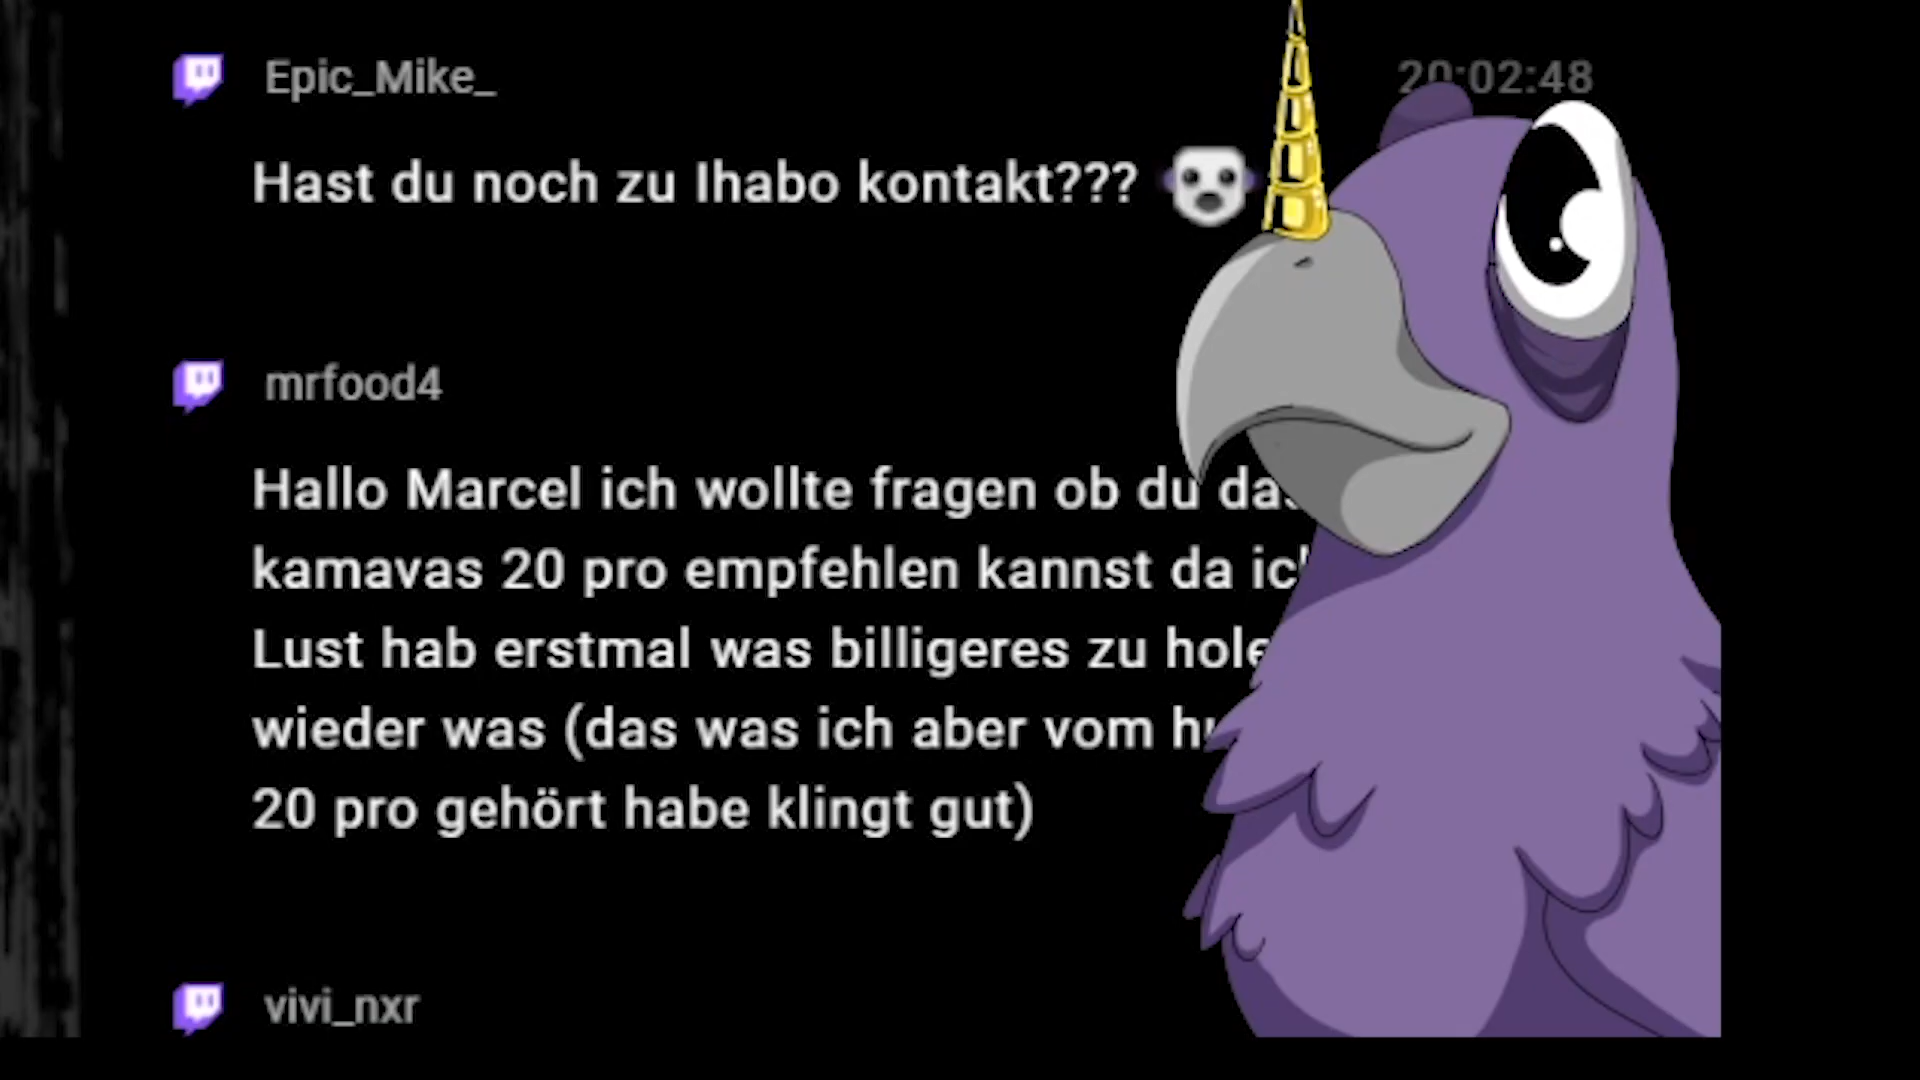 Epic_Mike_
20:02:48
Hast du noch zu Ihabo kontakt???
mrfood4
Hallo Marcel ich wollte fragen ob du
kamavas 20 pro empfehlen kannst da
Lust hab erstmal was billigeres zu
wieder was (das was ich aber vom
20 pro gehört habe klingt gut)
vivi_nxr